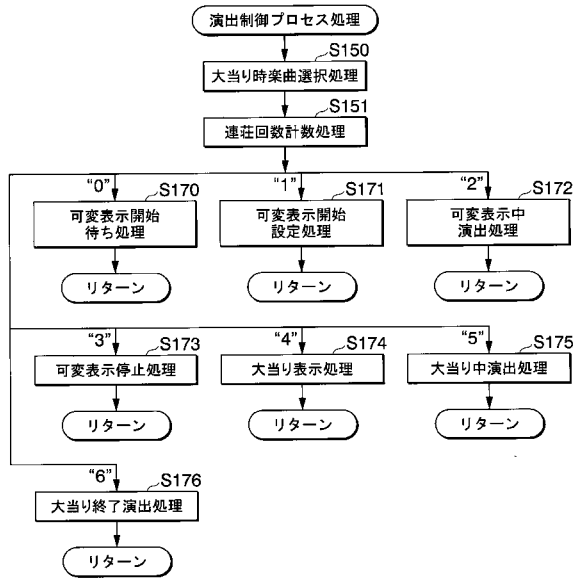 演出制御プロセス処理
S150
大当り時楽曲選択処理
S151
連荘回数計数処理
“0”
S170
可変表示開始
待ち処理
リターン
“1”
S171
可変表示開始
設定処理
リターン
“2”
S172
可変表示中
演出処理
リターン
“3”
S173
可変表示停止処理
リターン
“4”
S174
大当り表示処理
リターン
“5”
S175
大当り中演出処理
リターン
“6”
S176
大当り終了演出処理
リターン